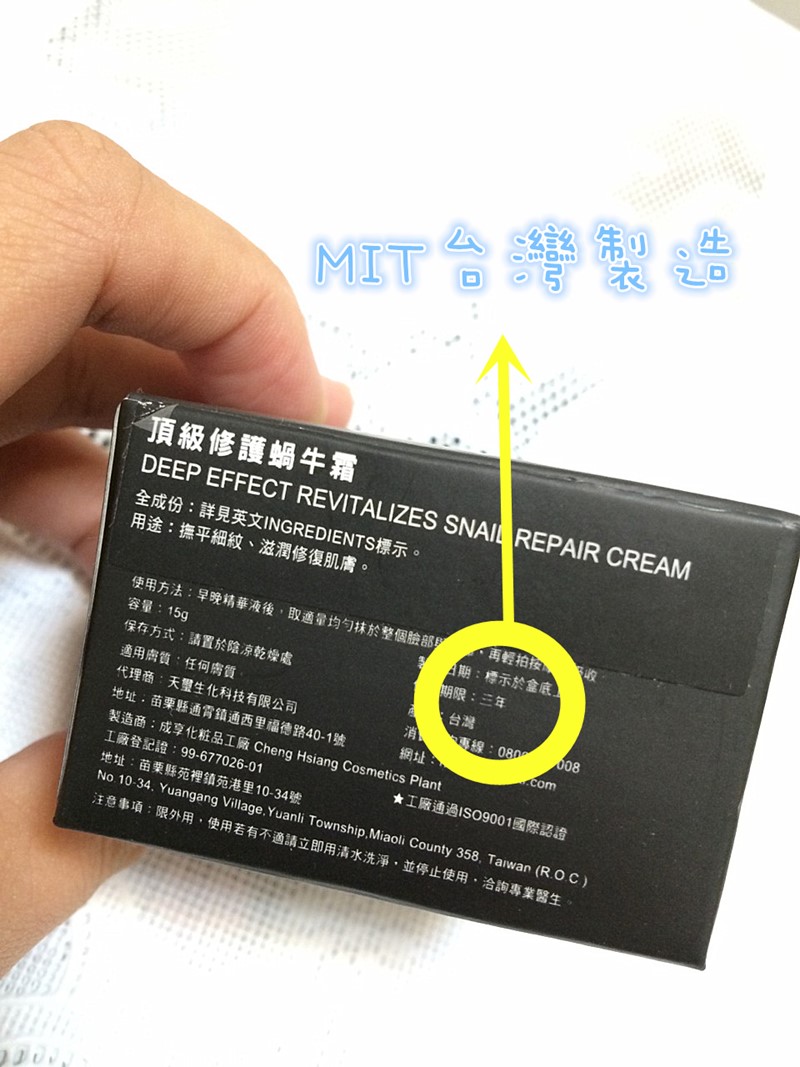 MIT台灣製造
頂級修護蝸牛霜
DEEP EFFECT REVITALIZES SNAIL REPAIR CREAM
全成份：詳見英文INGREDIENTS標示。
用途：撫平細紋、滋潤修復肌膚。
使用方法：早晚精華液後，取適量均勻抹於整個臉部，再輕拍按
容量：15g
日期：標示於盒底
保存方式：請置於陰涼乾燥處
期限：三年
適用膚質：任何膚質
台灣
代理商：天璽生化科技有限公司
專線：0800 008
地址：苗栗縣通霄鎮通西里福德路40-1號
網址： .com
製造商：成享化粧品工廠 Cheng Hsiang Cosmetics Plant
工廠登記證：99-677026-01
★工廠通過ISO9001國際認證
地址：苗栗縣苑裡鎮苑港里10-34號
No 10-34, Yuangang Village,Yuanli Township,Miaoli County 358, Taiwan (R.O.C.)
注意事項：限外用，使用若有不適請立即用清水洗淨，並停止使用，洽詢專業醫生。